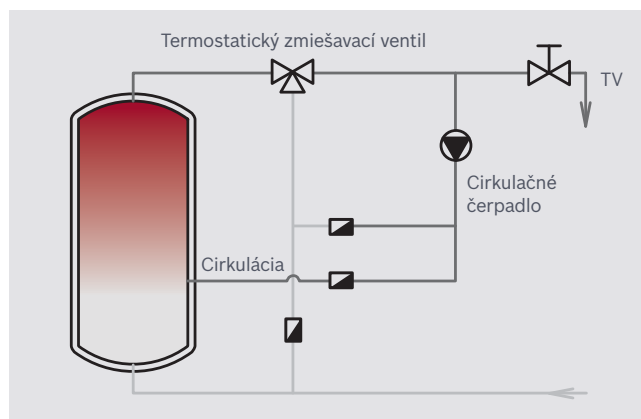 Termostatický zmiešavací ventil
TV
Cirkulačné
čerpadlo
Cirkulácia